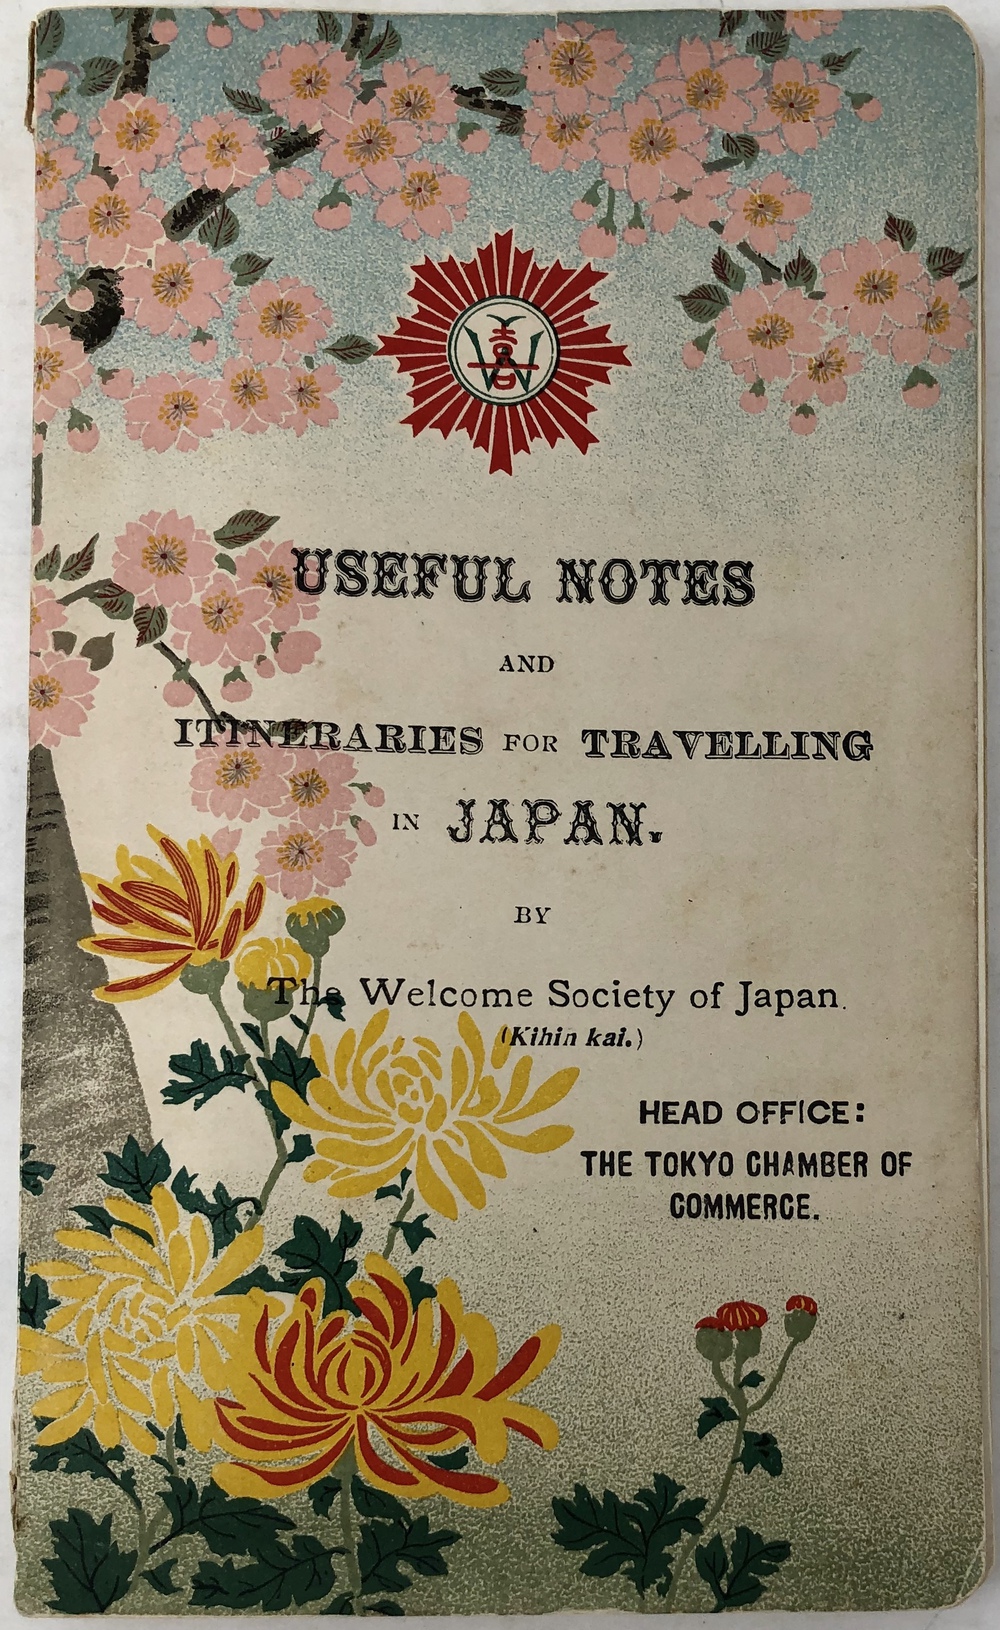 USEFUL NOTES
AND
ITINERARIES FOR TRAVELLING
IN JAPAN.
BY
The Welcome Society of Japan.
(Kihin kai.)
HEAD OFFICE:
THE TOKYO CHAMBER OF
COMMERCE.